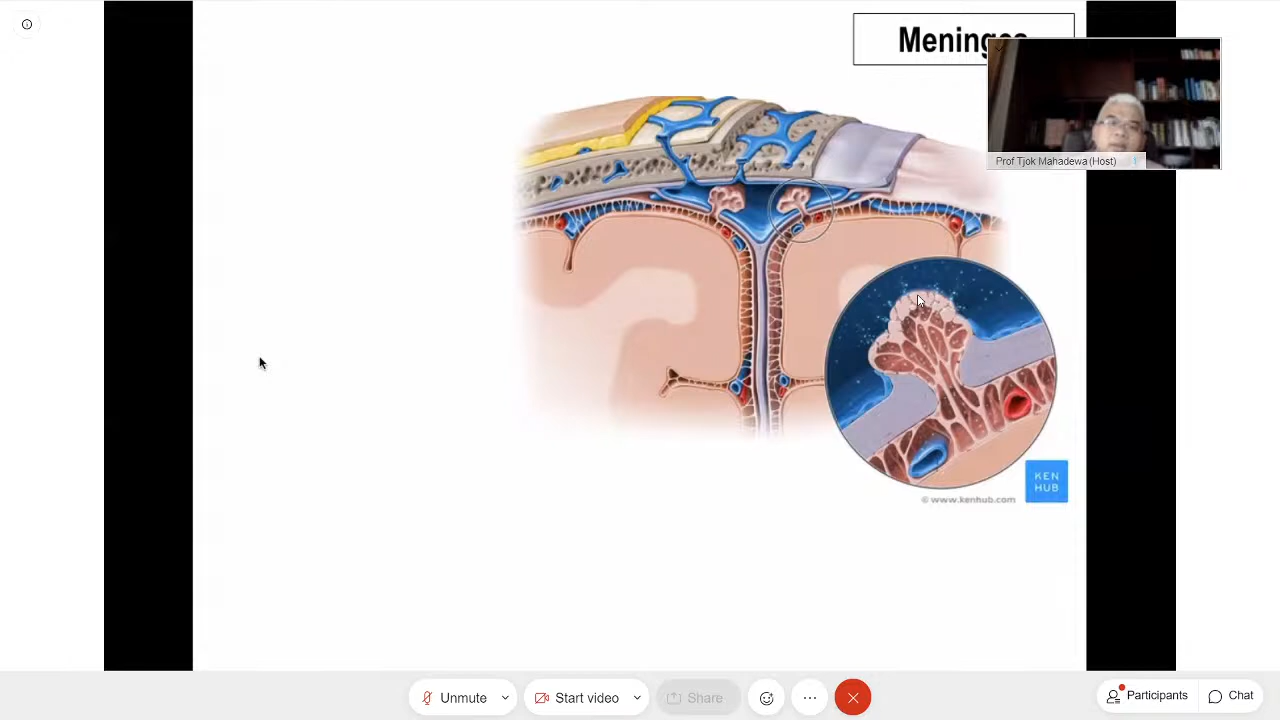 Meninges
Prof Tjok Mahadewa (Host)
KEN
HUB
© www.kenhub.com
Unmute
Start video
Share
Participants
Chat